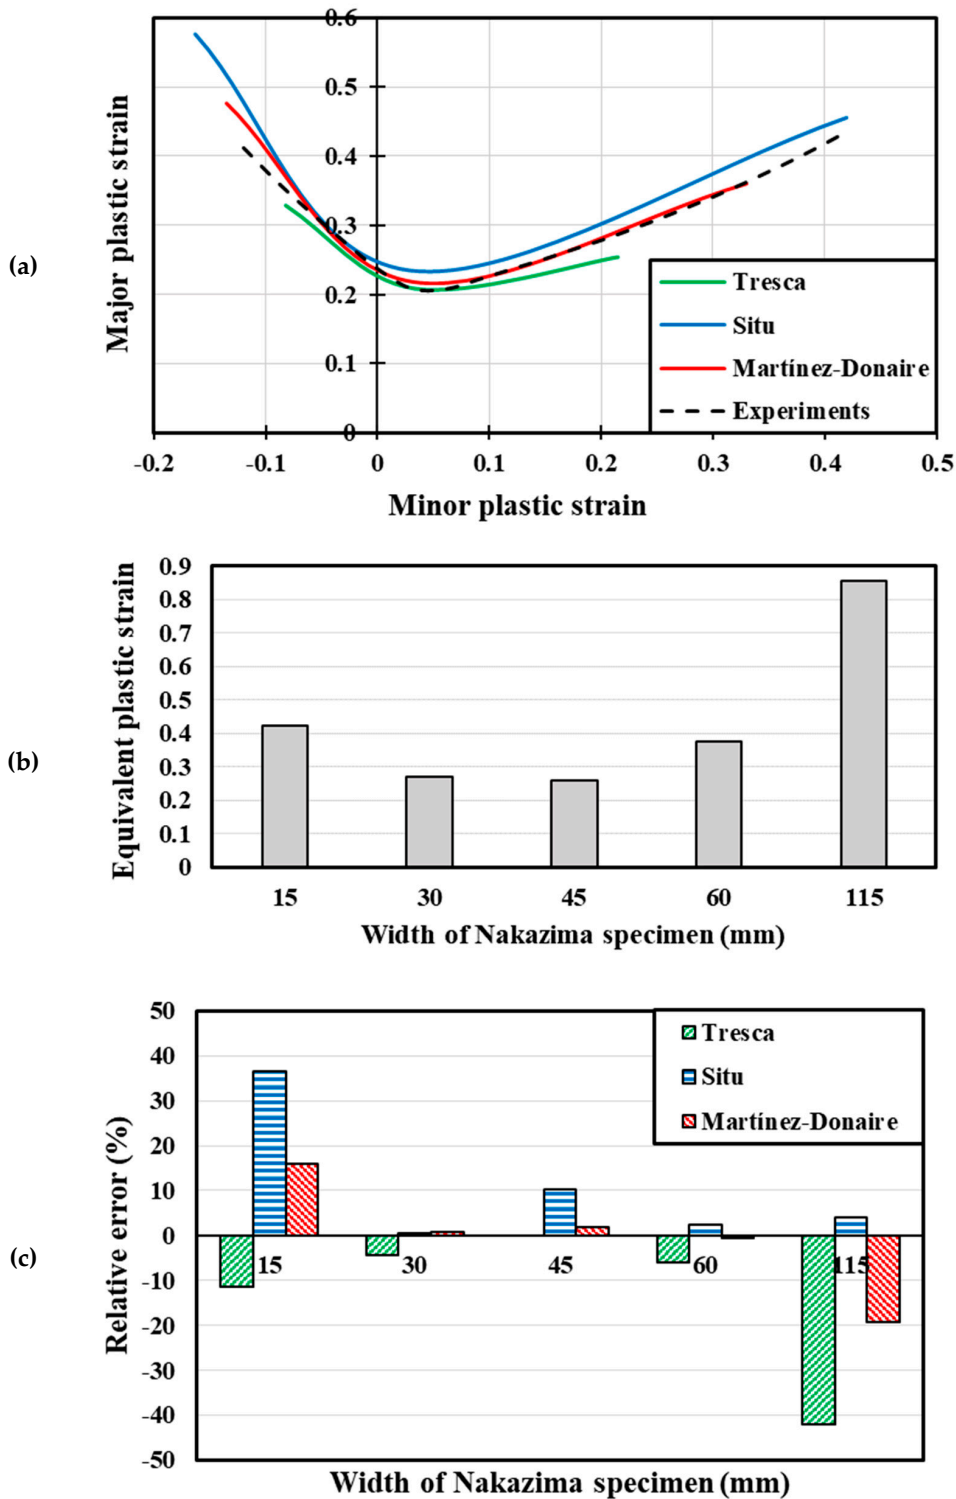 (a)
Major plastic strain
0.6
0.5
0.4
0.3
0.2
0.1
0
-0.2 -0.1 0 0.1 0.2 0.3 0.4 0.5
Minor plastic strain
Tresca
Situ
Martínez-Donaire
Experiments
(b)
Equivalent plastic strain
0.9
0.8
0.7
0.6
0.5
0.4
0.3
0.2
0.1
0
15 30 45 60 115
Width of Nakazima specimen (mm)
(c)
Relative error (%)
50
40
30
20
10
0
-10
-20
-30
-40
-50
15 30 45 60 115
Tresca
Situ
Martínez-Donaire
Width of Nakazima specimen (mm)